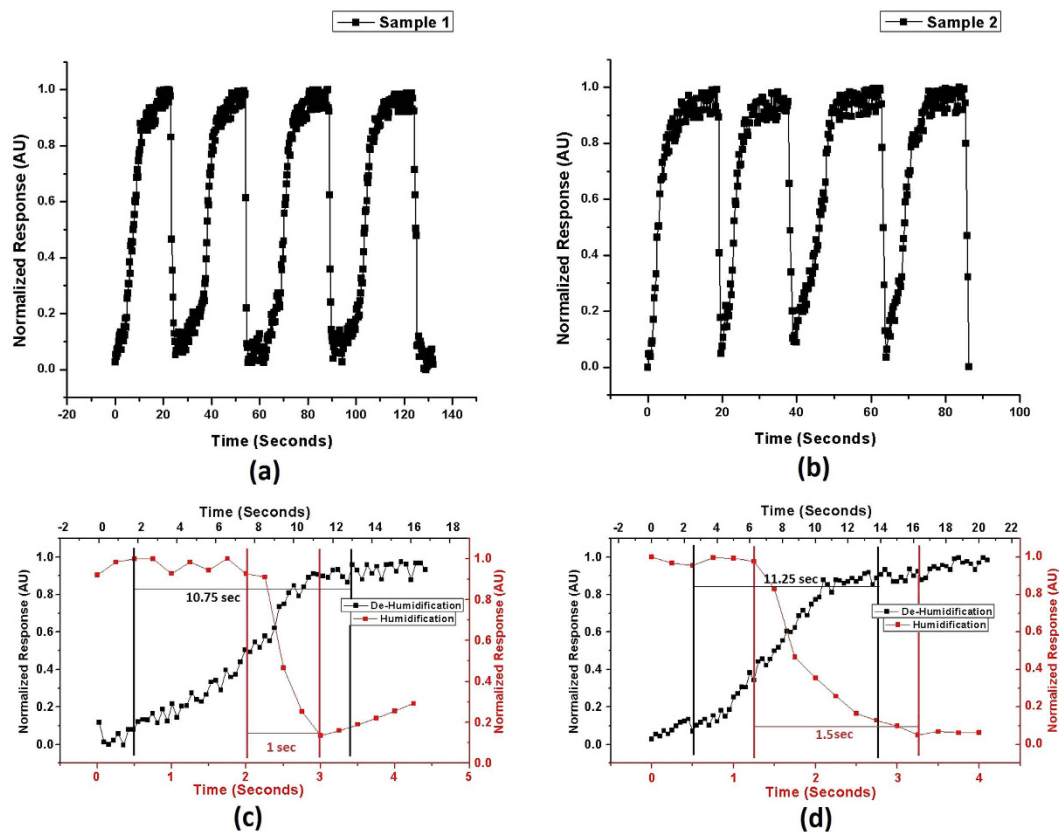 Sample 1
Normalized Response (AU)
1.0
0.8
0.6
0.4
0.2
0.0
-20 0 20 40 60 80 100 120 140
Time (Seconds)
(a)
Sample 2
Normalized Response (AU)
1.0
0.8
0.6
0.4
0.2
0.0
0 20 40 60 80 100
Time (Seconds)
(b)
Time (Seconds)
-2 0 2 4 6 8 10 12 14 16 18
Normalized Response (AU)
1.0
0.8
0.6
0.4
0.2
0.0
10.75 sec
De-Humidification
Humidification
1 sec
1.0
0.8
0.6
0.4
0.2
0.0
Normalized Response (AU)
0 1 2 3 4 5
Time (Seconds)
(c)
Time (Seconds)
-2 0 2 4 6 8 10 12 14 16 18 20 22
Normalized Response (AU)
1.0
0.8
0.6
0.4
0.2
0.0
11.25 sec
De-Humidification
Humidification
1.5sec
1.0
0.8
0.6
0.4
0.2
0.0
Normalized Response (AU)
0 1 2 3 4
Time (Seconds)
(d)